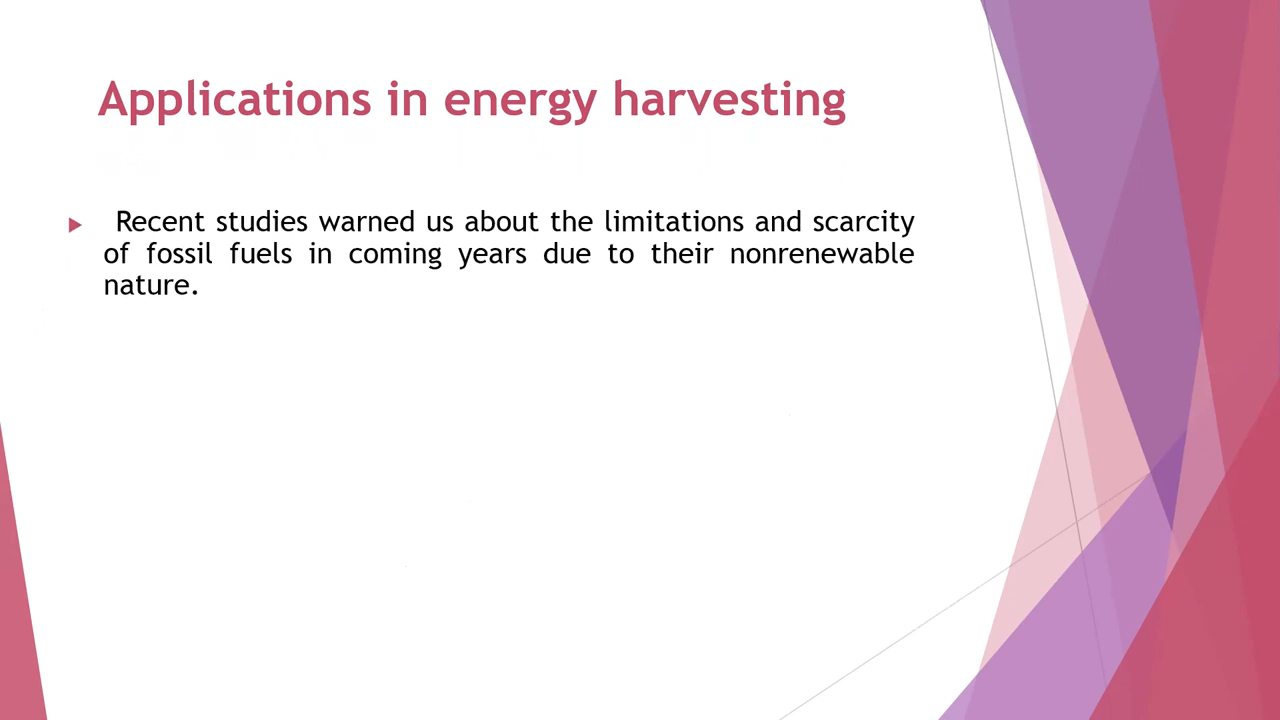 Applications in energy harvesting
Recent studies warned us about the limitations and scarcity
of fossil fuels in coming years due to their nonrenewable
nature.